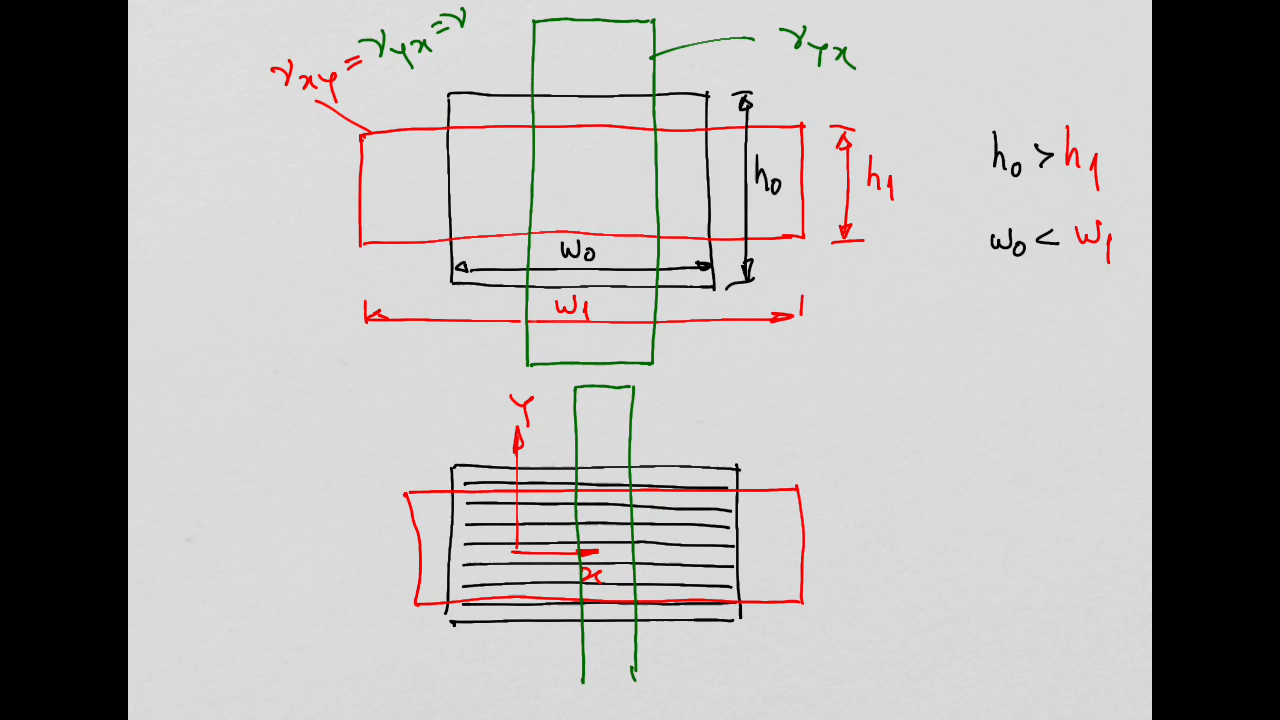 νxy = νyx = ν
νyx
h0
h1
h0 > h1
w0
w0 < w1
w1
y
x